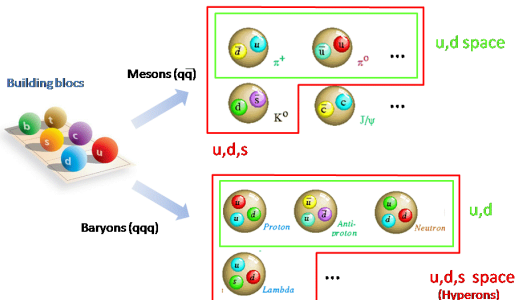 Building blocs
b
t
s
c
d
u
Mesons (qq̄)
d̄ u
π⁺
ū u
π⁰
...
u,d space
d s̄
K⁰
c̄ c
J/ψ
...
u,d,s
Baryons (qqq)
u u d
Proton
ū ū d̄
Anti-proton
u d d
Neutron
u,d
u s d
Lambda
...
u,d,s space
(Hyperons)